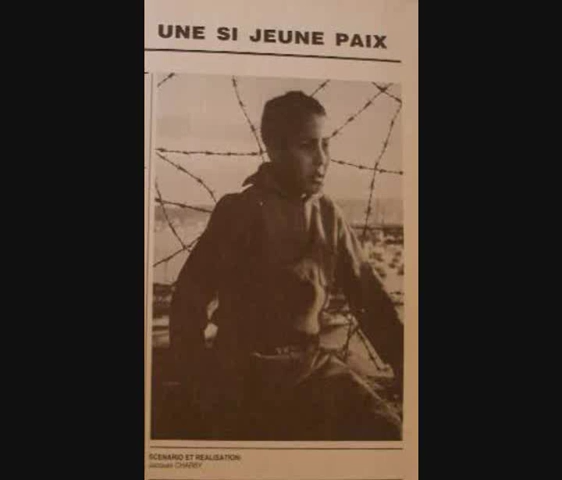 UNE SI JEUNE PAIX
SCENARIO ET REALISATION
Jacques CHARBY